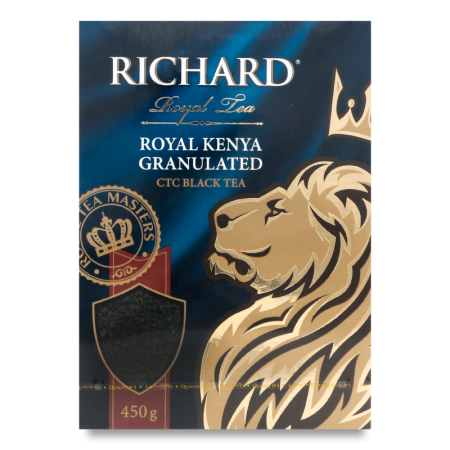 RICHARD®
Royal Tea
ROYAL KENYA
GRANULATED
CTC BLACK TEA
TEA MASTERS
450 g